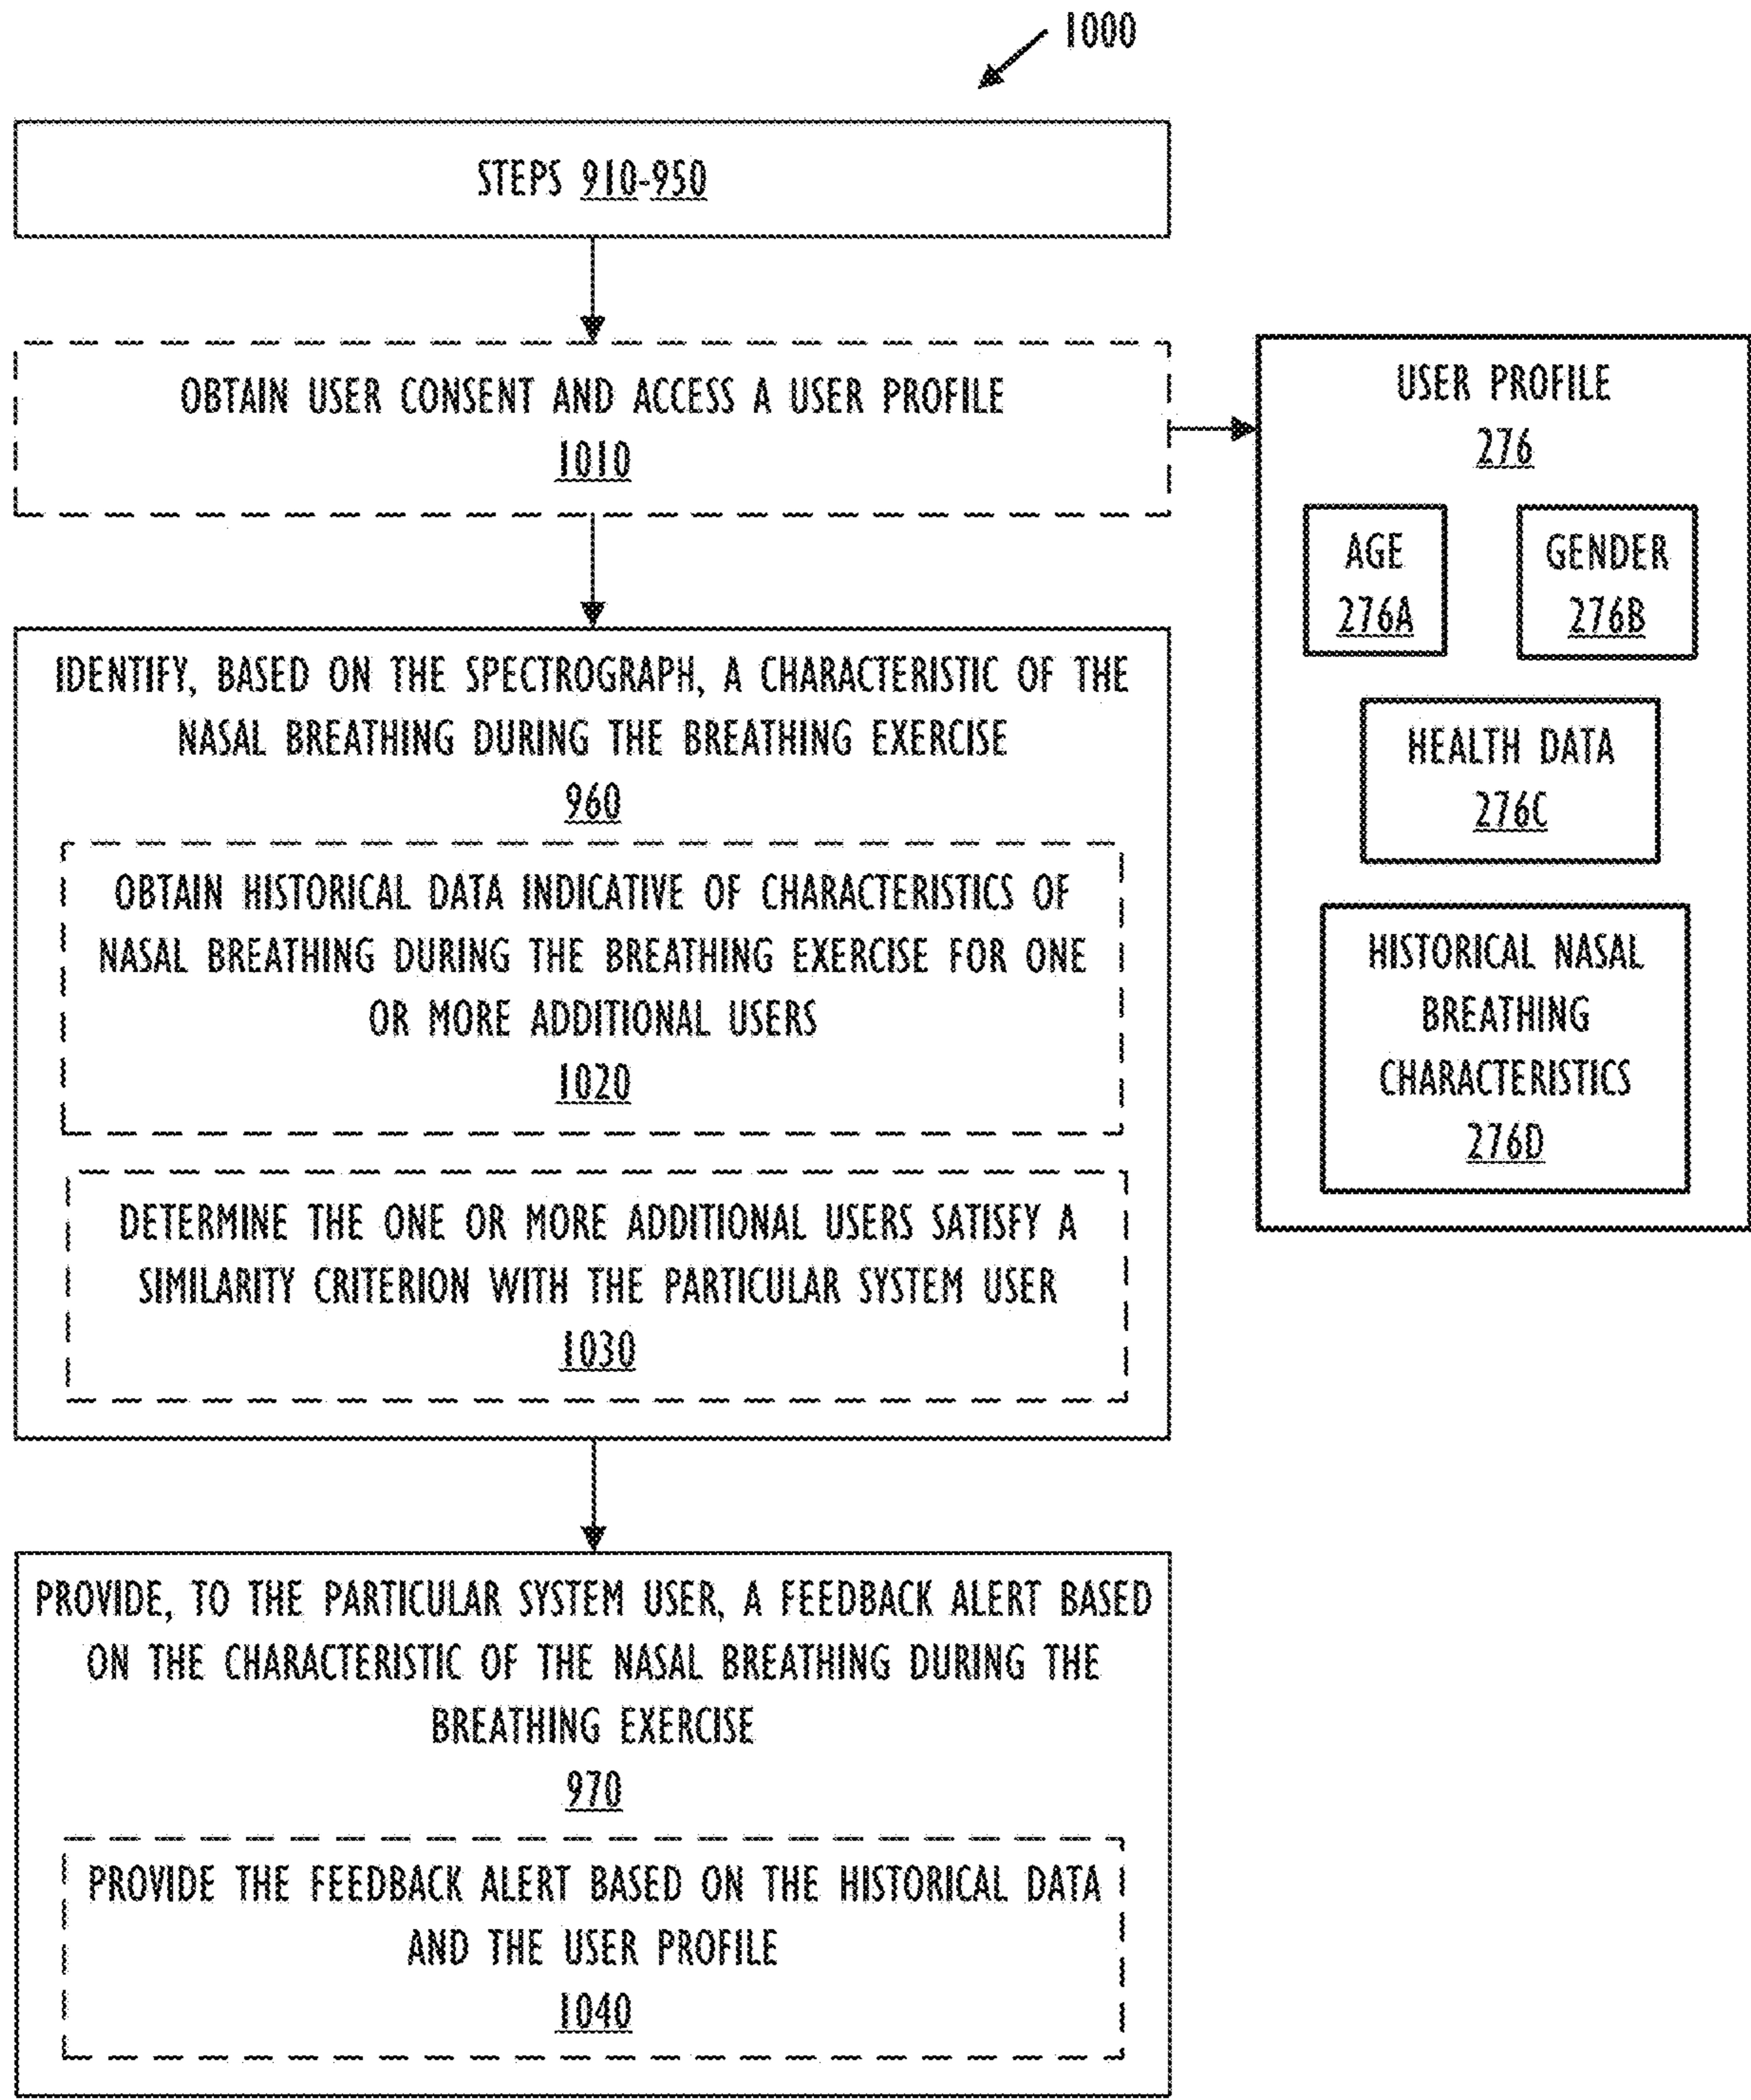 1000
STEPS 910-950
OBTAIN USER CONSENT AND ACCESS A USER PROFILE
1010
USER PROFILE
276
AGE
276A
GENDER
276B
HEALTH DATA
276C
HISTORICAL NASAL
BREATHING
CHARACTERISTICS
276D
IDENTIFY, BASED ON THE SPECTROGRAPH, A CHARACTERISTIC OF THE
NASAL BREATHING DURING THE BREATHING EXERCISE
960
OBTAIN HISTORICAL DATA INDICATIVE OF CHARACTERISTICS OF
NASAL BREATHING DURING THE BREATHING EXERCISE FOR ONE
OR MORE ADDITIONAL USERS
1020
DETERMINE THE ONE OR MORE ADDITIONAL USERS SATISFY A
SIMILARITY CRITERION WITH THE PARTICULAR SYSTEM USER
1030
PROVIDE, TO THE PARTICULAR SYSTEM USER, A FEEDBACK ALERT BASED
ON THE CHARACTERISTIC OF THE NASAL BREATHING DURING THE
BREATHING EXERCISE
970
PROVIDE THE FEEDBACK ALERT BASED ON THE HISTORICAL DATA
AND THE USER PROFILE
1040